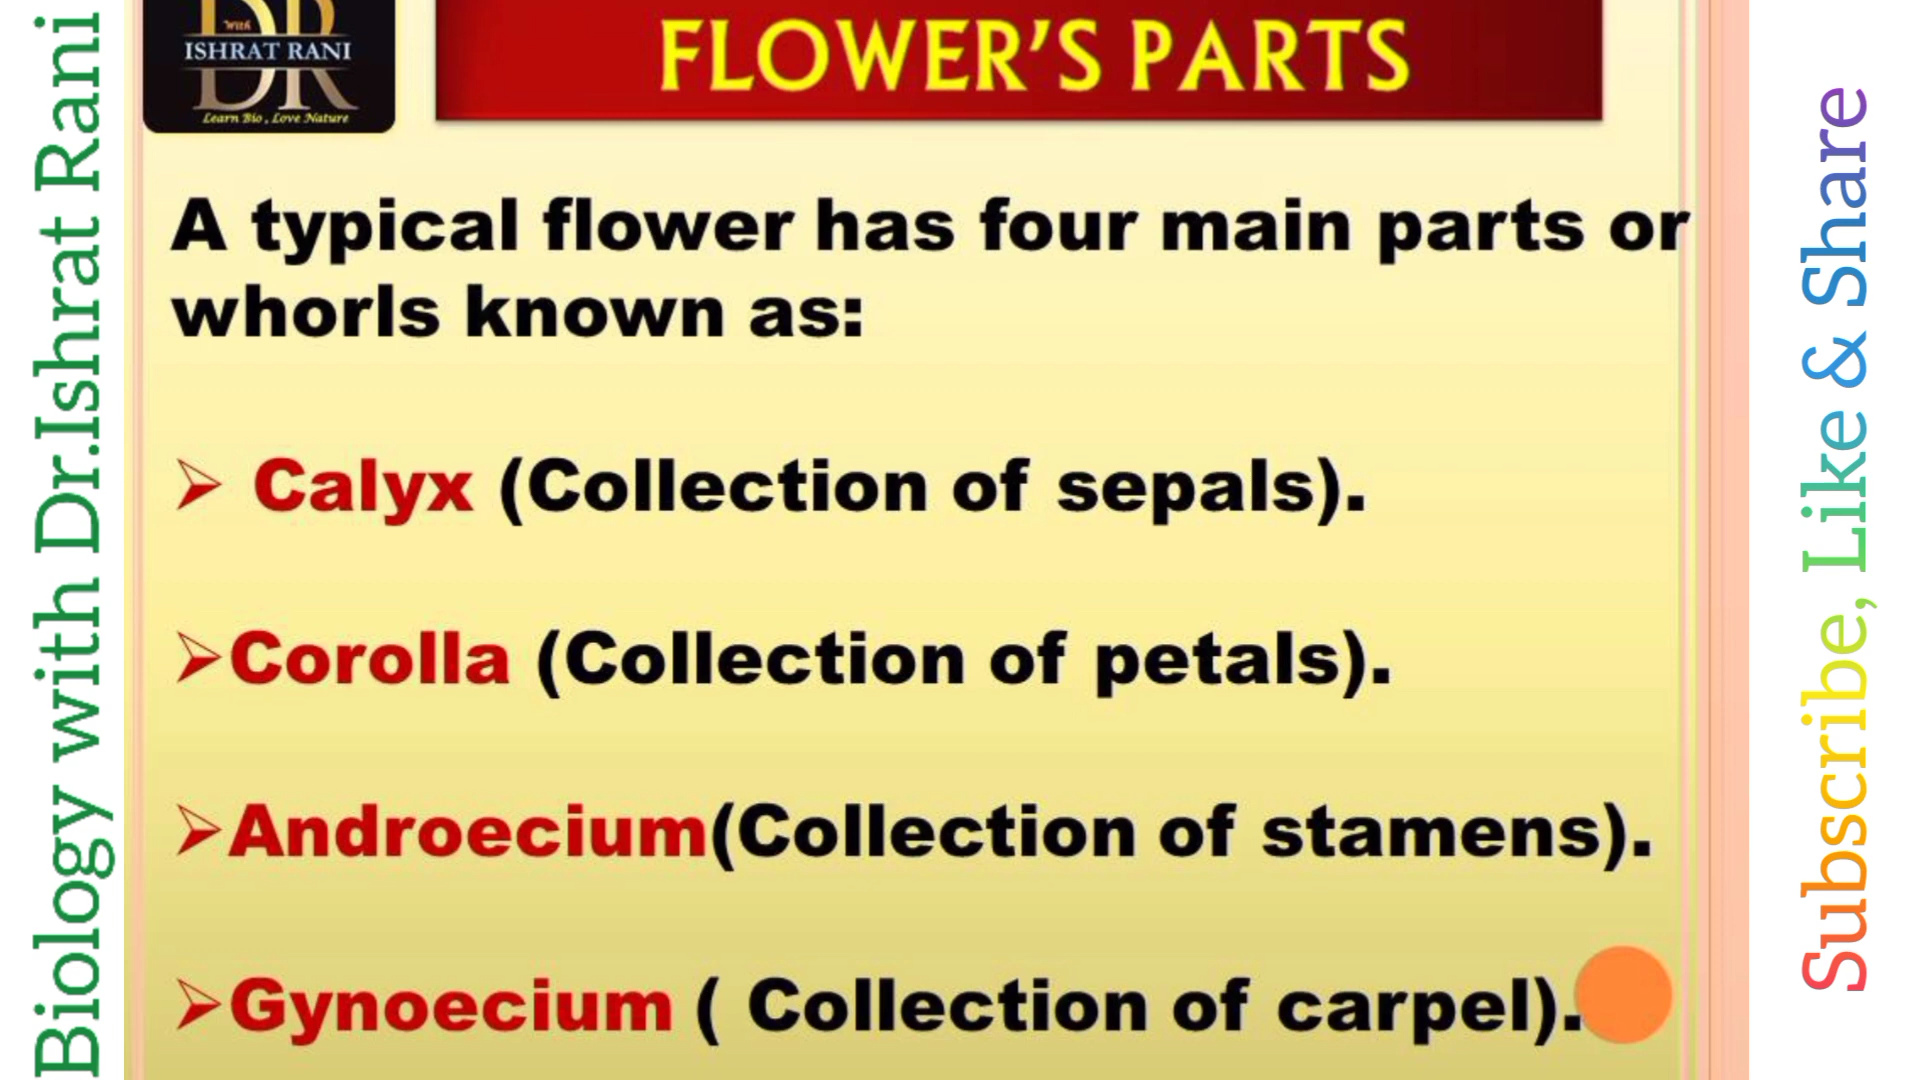 Biology with Dr.Ishrat Rani
DR
With
ISHRAT RANI
Learn Bio , Love Nature
FLOWER’S PARTS
A typical flower has four main parts or
whorls known as:
➢ Calyx (Collection of sepals).
➢Corolla (Collection of petals).
➢Androecium(Collection of stamens).
➢Gynoecium ( Collection of carpel).
Subscribe, Like & Share